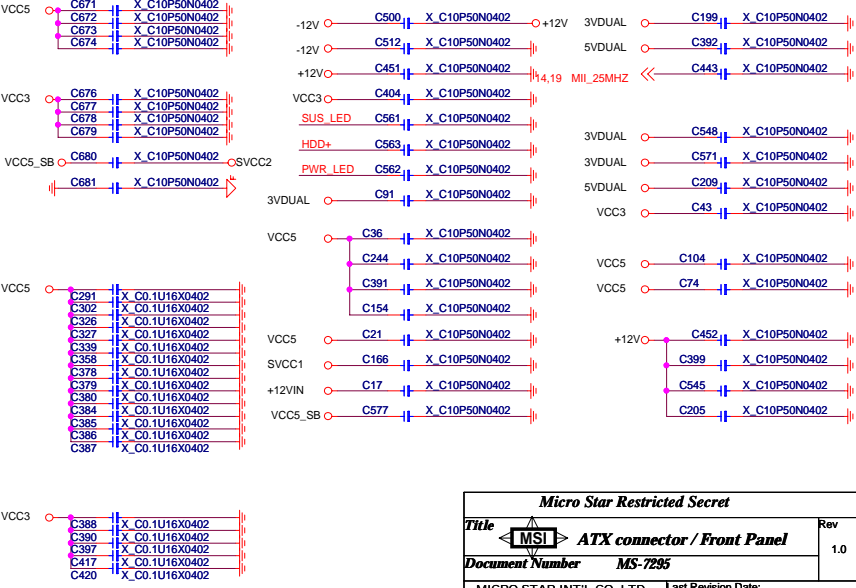 VCC5
C671 X_C10P50N0402
C672 X_C10P50N0402
C673 X_C10P50N0402
C674 X_C10P50N0402
VCC3
C676 X_C10P50N0402
C677 X_C10P50N0402
C678 X_C10P50N0402
C679 X_C10P50N0402
VCC5_SB C680 X_C10P50N0402 SVCC2
C681 X_C10P50N0402
VCC5
C291 X_C0.1U16X0402
C302 X_C0.1U16X0402
C326 X_C0.1U16X0402
C327 X_C0.1U16X0402
C339 X_C0.1U16X0402
C358 X_C0.1U16X0402
C378 X_C0.1U16X0402
C379 X_C0.1U16X0402
C380 X_C0.1U16X0402
C384 X_C0.1U16X0402
C385 X_C0.1U16X0402
C386 X_C0.1U16X0402
C387 X_C0.1U16X0402
VCC3
C388 X_C0.1U16X0402
C390 X_C0.1U16X0402
C397 X_C0.1U16X0402
C417 X_C0.1U16X0402
C420 X_C0.1U16X0402
-12V C500 X_C10P50N0402 +12V
-12V C512 X_C10P50N0402
+12V C451 X_C10P50N0402
VCC3 C404 X_C10P50N0402
SUS_LED C561 X_C10P50N0402
HDD+ C563 X_C10P50N0402
PWR_LED C562 X_C10P50N0402
3VDUAL C91 X_C10P50N0402
VCC5 C36 X_C10P50N0402
C244 X_C10P50N0402
C391 X_C10P50N0402
C154 X_C10P50N0402
VCC5 C21 X_C10P50N0402
SVCC1 C166 X_C10P50N0402
+12VIN C17 X_C10P50N0402
VCC5_SB C577 X_C10P50N0402
3VDUAL C199 X_C10P50N0402
5VDUAL C392 X_C10P50N0402
14,19 MII_25MHZ C443 X_C10P50N0402
3VDUAL C548 X_C10P50N0402
3VDUAL C571 X_C10P50N0402
5VDUAL C209 X_C10P50N0402
VCC3 C43 X_C10P50N0402
VCC5 C104 X_C10P50N0402
VCC5 C74 X_C10P50N0402
+12V C452 X_C10P50N0402
C399 X_C10P50N0402
C545 X_C10P50N0402
C205 X_C10P50N0402
Micro Star Restricted Secret
Title MSI ATX connector / Front Panel
Rev
1.0
Document Number MS-7295
MICRO STAR INT'L CO.,LTD. Last Revision Date: